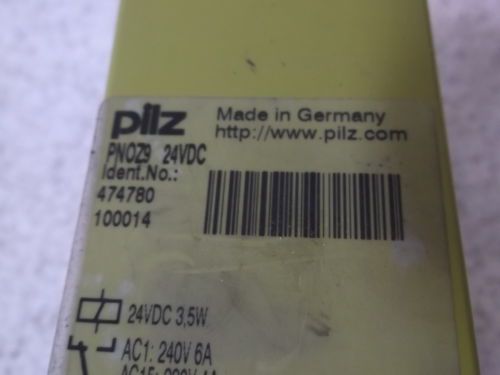 pilz
Made in Germany
http://www.pilz.com
PNOZ9 24VDC
Ident.No.:
474780
100014
24VDC 3,5W
AC1: 240V 6A
AC15: